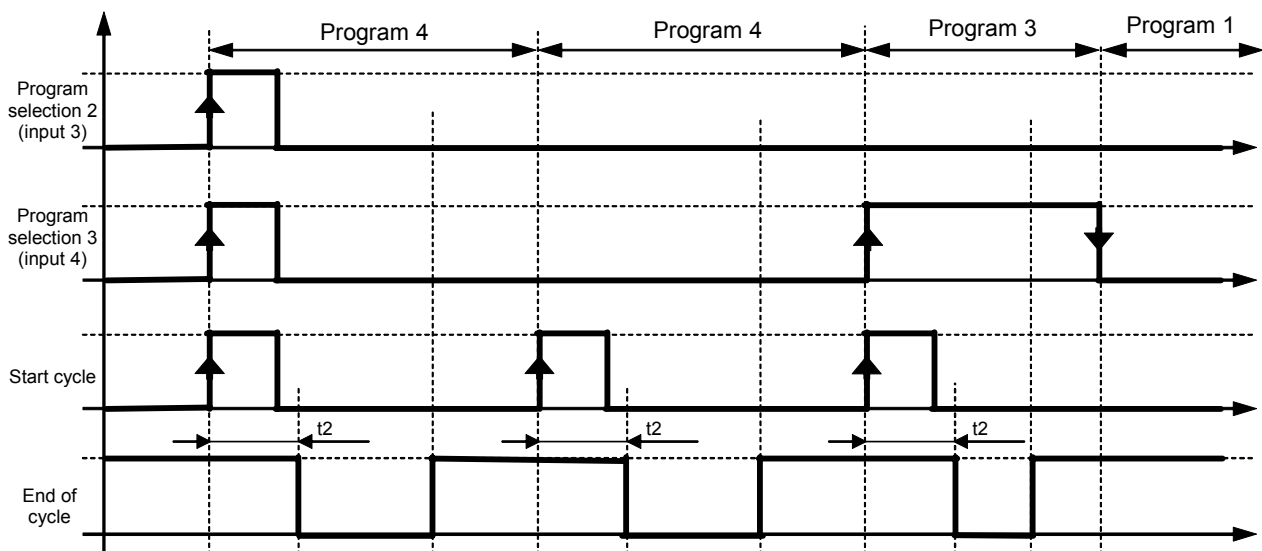 Program 4
Program 4
Program 3
Program 1
Program
selection 2
(input 3)
Program
selection 3
(input 4)
Start cycle
t2
t2
t2
End of
cycle